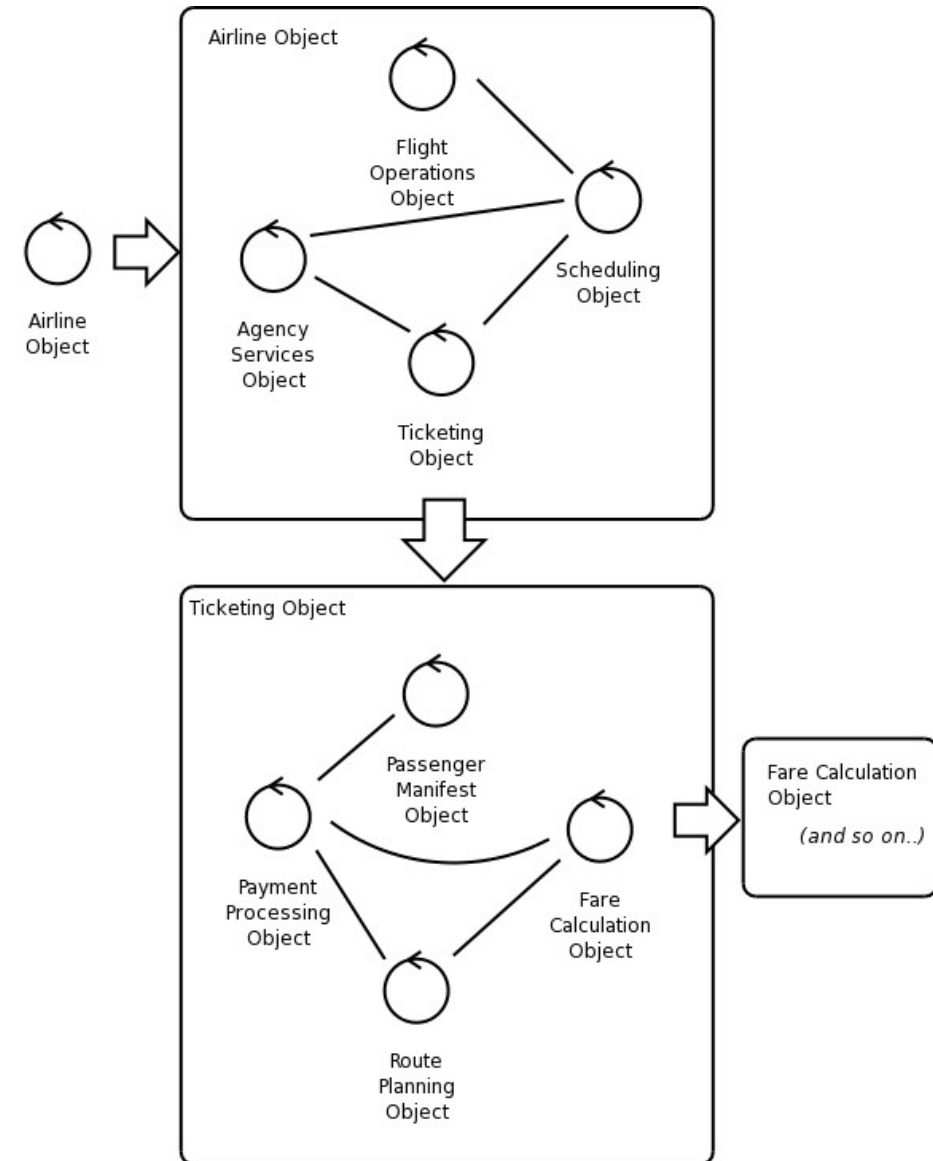 Airline Object
Flight
Operations
Object
Scheduling
Object
Airline
Object
Agency
Services
Object
Ticketing
Object
Ticketing Object
Passenger
Manifest
Object
Fare Calculation
Object
(and so on..)
Payment
Processing
Object
Fare
Calculation
Object
Route
Planning
Object